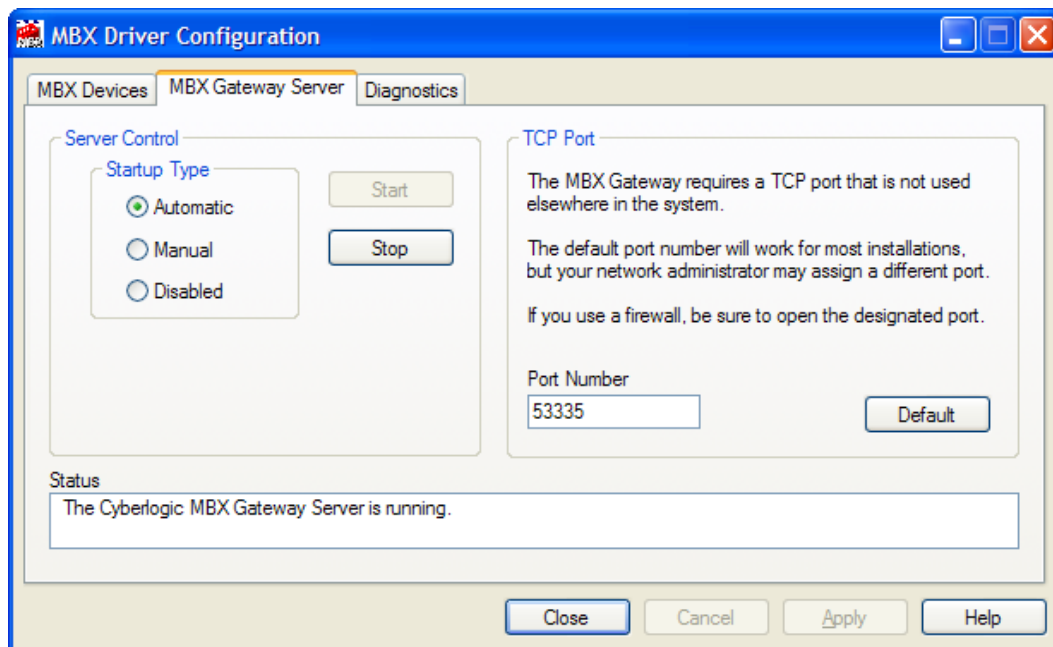 MBX Driver Configuration
MBX Devices
MBX Gateway Server
Diagnostics
Server Control
Startup Type
Automatic
Manual
Disabled
Start
Stop
TCP Port
The MBX Gateway requires a TCP port that is not used
elsewhere in the system.
The default port number will work for most installations,
but your network administrator may assign a different port.
If you use a firewall, be sure to open the designated port.
Port Number
53335
Default
Status
The Cyberlogic MBX Gateway Server is running.
Close
Cancel
Apply
Help